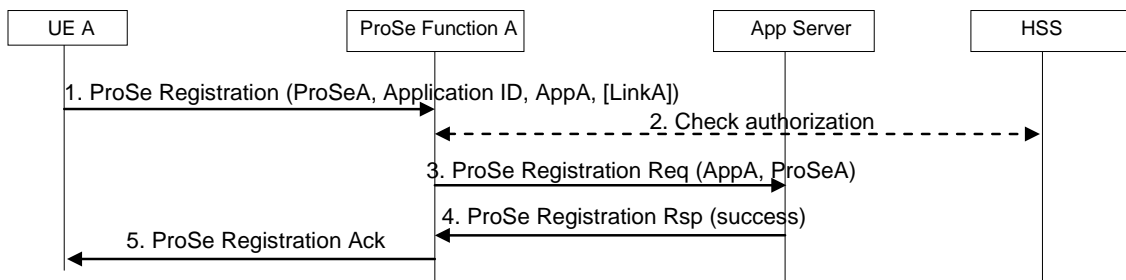 UE A
ProSe Function A
App Server
HSS
1. ProSe Registration (ProSeA, Application ID, AppA, [LinkA])
2. Check authorization
3. ProSe Registration Req (AppA, ProSeA)
4. ProSe Registration Rsp (success)
5. ProSe Registration Ack